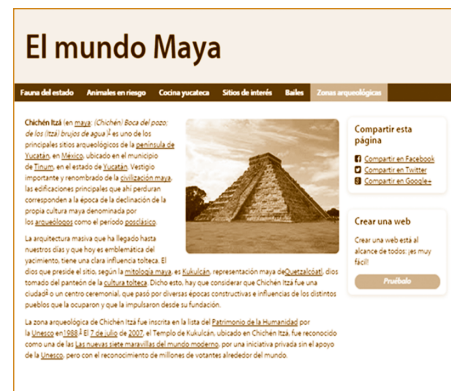 El mundo Maya
Fauna del estado Animales en riesgo Cocina yucateca Sitios de interés Bailes Zonas arqueológicas
Chichén Itzá (en maya: (Chichén) Boca del pozo;
de los (Itzá) brujos de agua )1 es uno de los
principales sitios arqueológicos de la península de
Yucatán, en México, ubicado en el municipio
de Tinum, en el estado de Yucatán. Vestigio
importante y renombrado de la civilización maya,
las edificaciones principales que ahí perduran
corresponden a la época de la declinación de la
propia cultura maya denominada por
los arqueólogos como el período posclásico.
La arquitectura masiva que ha llegado hasta
nuestros días y que hoy es emblemática del
yacimiento, tiene una clara influencia tolteca. El
dios que preside el sitio, según la mitología maya, es Kukulcán, representación maya deQuetzalcóatl, dios
tomado del panteón de la cultura tolteca. Dicho esto, hay que considerar que Chichén Itzá fue una
ciudad2 o un centro ceremonial, que pasó por diversas épocas constructivas e influencias de los distintos
pueblos que la ocuparon y que la impulsaron desde su fundación.
La zona arqueológica de Chichén Itzá fue inscrita en la lista del Patrimonio de la Humanidad por
la Unesco en1988.3 El 7 de julio de 2007, el Templo de Kukulcán, ubicado en Chichén Itzá, fue reconocido
como una de las Las nuevas siete maravillas del mundo moderno, por una iniciativa privada sin el apoyo
de la Unesco, pero con el reconocimiento de millones de votantes alrededor del mundo.
Compartir esta
página
Compartir en Facebook
Compartir en Twitter
Compartir en Google+
Crear una web
Crear una web está al
alcance de todos: ¡es muy
fácil!
Pruébalo